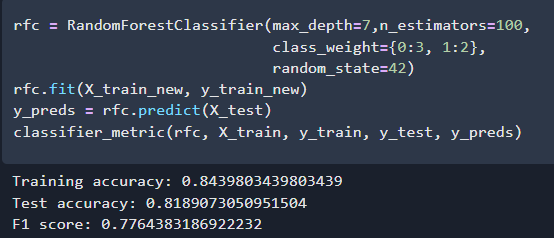 rfc = RandomForestClassifier(max_depth=7,n_estimators=100,
class_weight={0:3, 1:2},
random_state=42)
rfc.fit(X_train_new, y_train_new)
y_preds = rfc.predict(X_test)
classifier_metric(rfc, X_train, y_train, y_test, y_preds)
Training accuracy: 0.8439803439803439
Test accuracy: 0.8189073050951504
F1 score: 0.7764383186922232